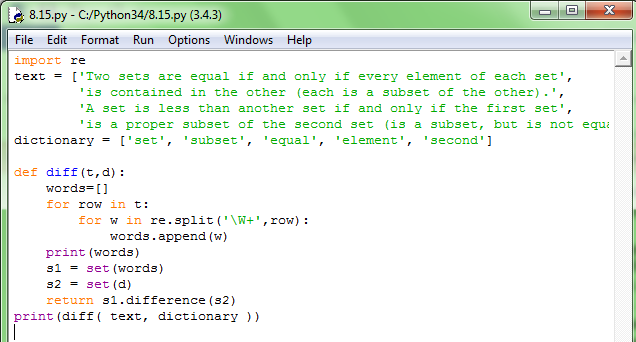 8.15.py - C:/Python34/8.15.py (3.4.3)
File Edit Format Run Options Windows Help
import re
text = ['Two sets are equal if and only if every element of each set',
        'is contained in the other (each is a subset of the other).',
        'A set is less than another set if and only if the first set',
        'is a proper subset of the second set (is a subset, but is not equa
dictionary = ['set', 'subset', 'equal', 'element', 'second']
def diff(t,d):
    words=[]
    for row in t:
        for w in re.split('\W+',row):
            words.append(w)
    print(words)
    s1 = set(words)
    s2 = set(d)
    return s1.difference(s2)
print(diff( text, dictionary ))